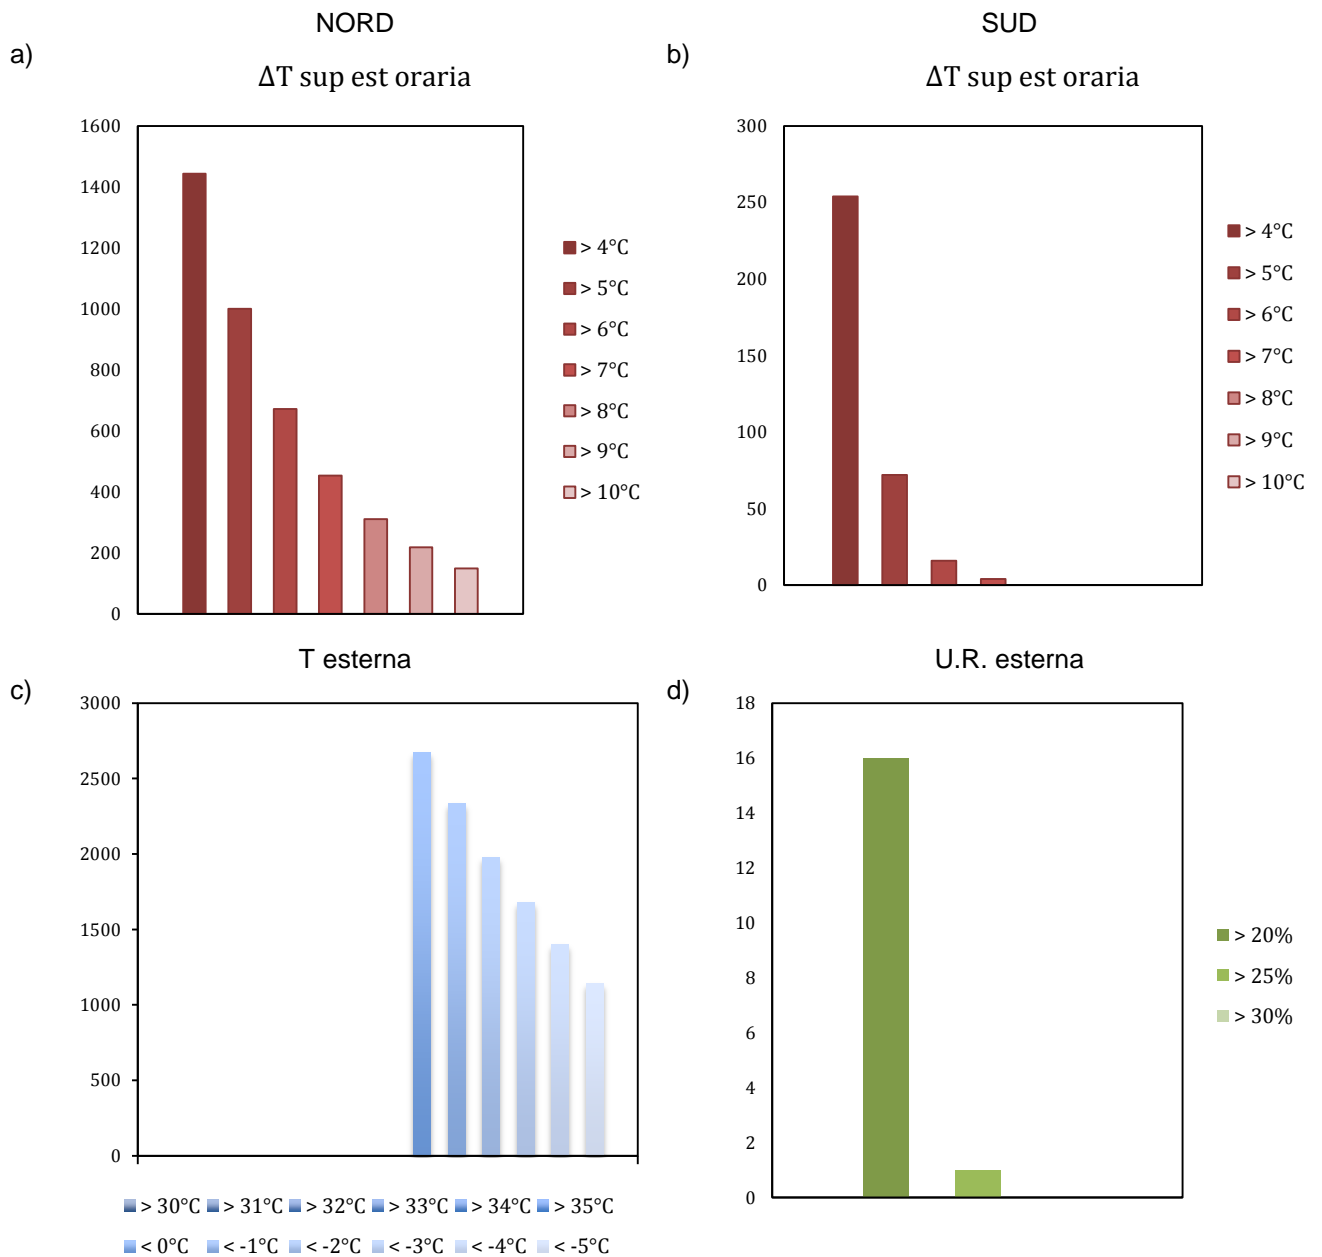 NORD
a)
ΔT sup est oraria
1600
1400
1200
1000
800
600
400
200
0
> 4°C
> 5°C
> 6°C
> 7°C
> 8°C
> 9°C
> 10°C
SUD
b)
ΔT sup est oraria
300
250
200
150
100
50
0
> 4°C
> 5°C
> 6°C
> 7°C
> 8°C
> 9°C
> 10°C
T esterna
c)
3000
2500
2000
1500
1000
500
0
> 30°C > 31°C > 32°C > 33°C > 34°C > 35°C
< 0°C < -1°C < -2°C < -3°C < -4°C < -5°C
U.R. esterna
d)
18
16
14
12
10
8
6
4
2
0
> 20%
> 25%
> 30%